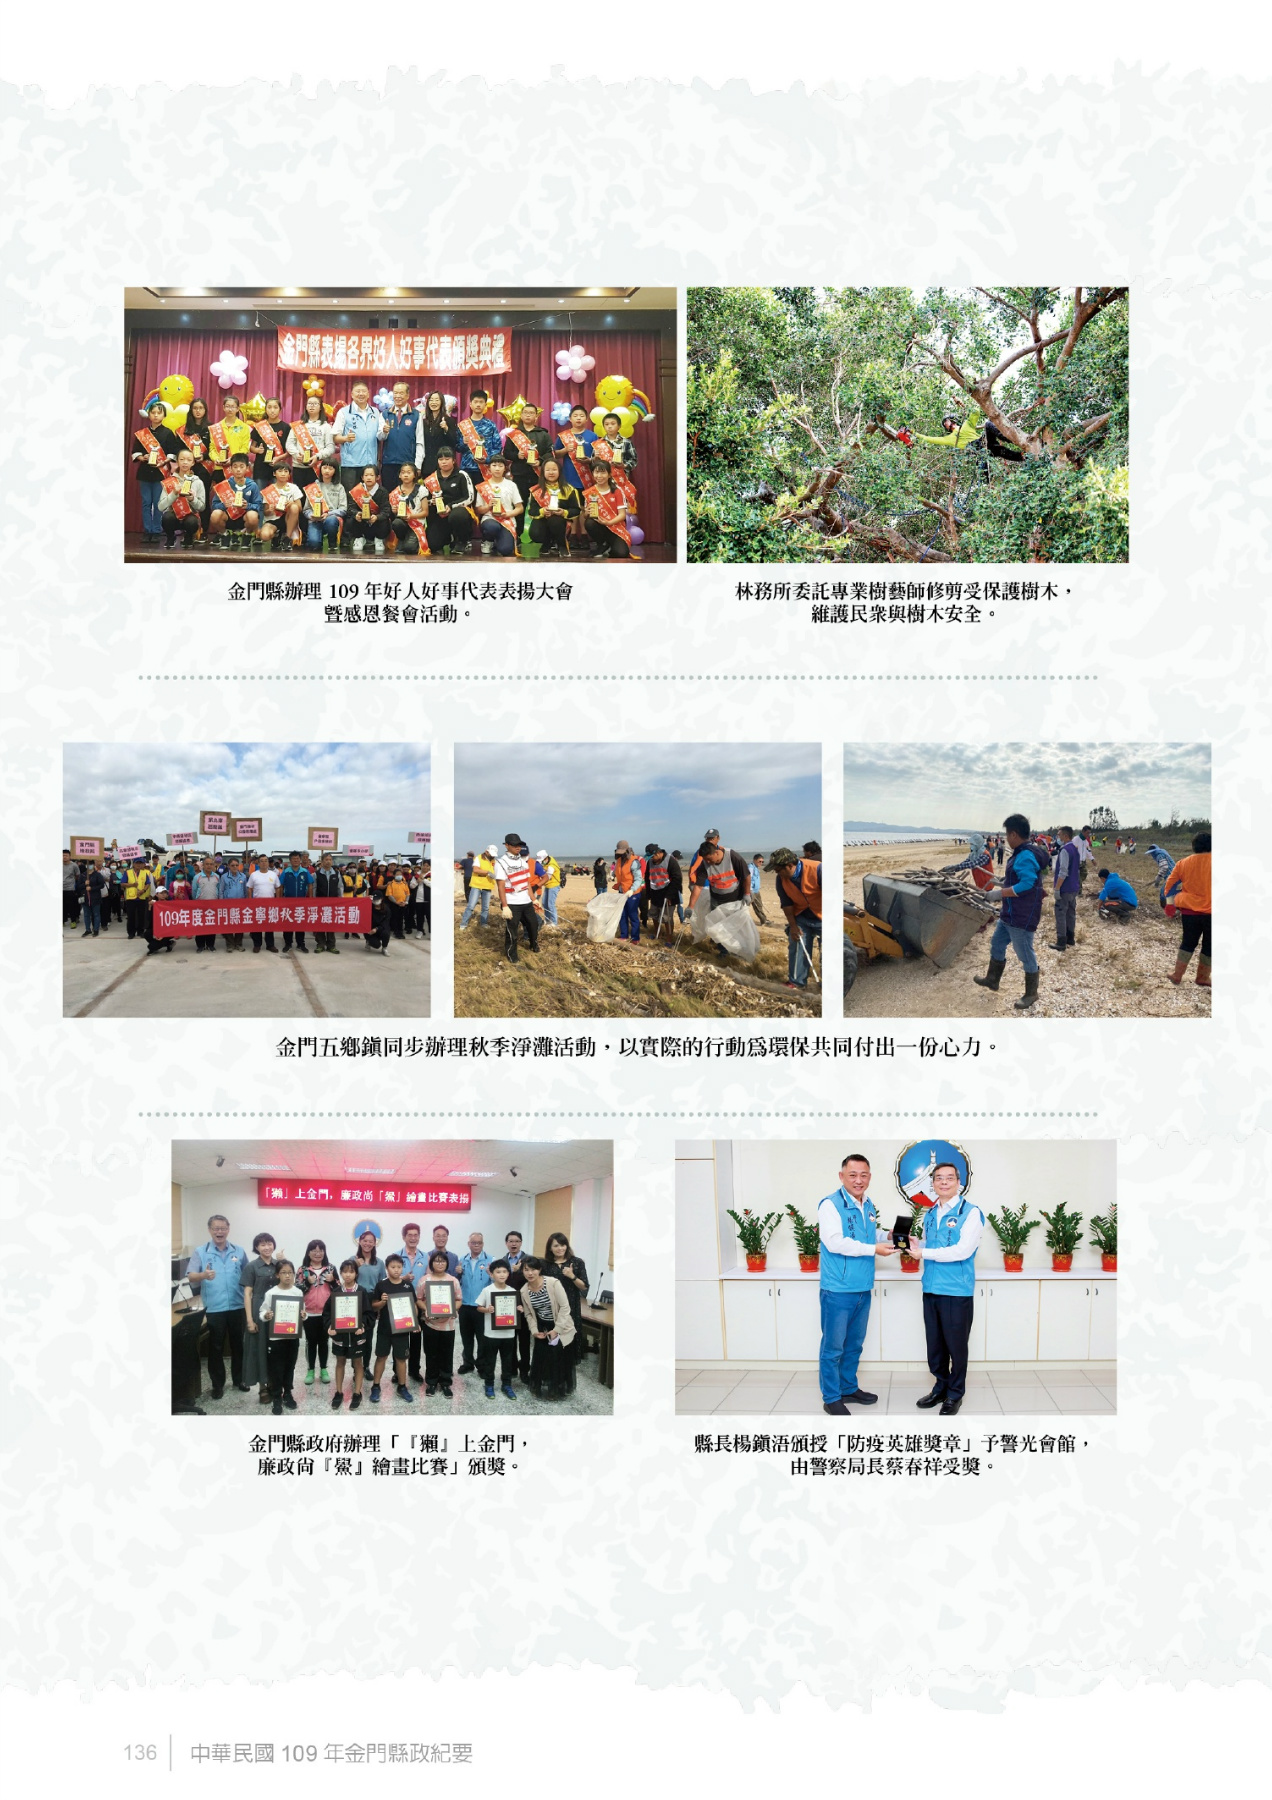 金門縣表揚各界好人好事代表頒獎典禮
金門縣辦理 109 年好人好事代表表揚大會
暨感恩餐會活動。
林務所委託專業樹藝師修剪受保護樹木，
維護民眾與樹木安全。
109年度金門縣金寧鄉秋季淨灘活動
金門五鄉鎮同步辦理秋季淨灘活動，以實際的行動為環保共同付出一份心力。
「獺」上金門，廉政尚「鱟」繪畫比賽表揚
金門縣政府辦理「『獺』上金門，
廉政尚『鱟』繪畫比賽」頒獎。
縣長楊鎮浯頒授「防疫英雄獎章」予警光會館，
由警察局長蔡春祥受獎。
136
中華民國 109 年金門縣政紀要